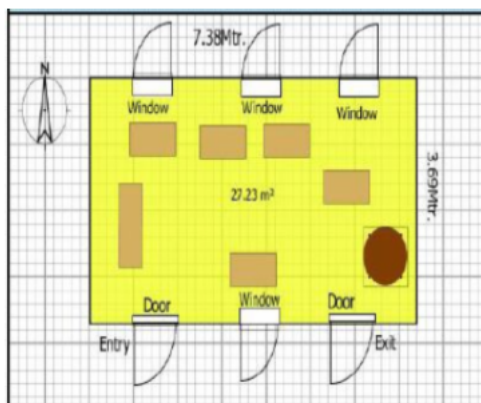 7.38Mtr.
N
Window
Window
Window
3.69Mtr.
27.23 m²
Window
Door
Door
Entry
Exit